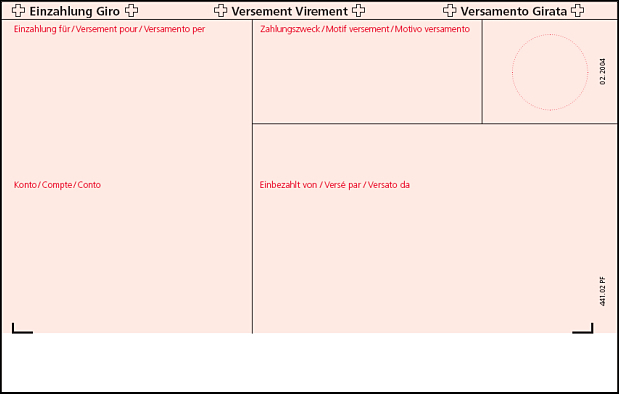 Einzahlung Giro Versement Virement Versamento Girata
Einzahlung für / Versement pour / Versamento per
Zahlungszweck / Motif versement / Motivo versamento
02.2004
Konto / Compte / Conto
Einbezahlt von / Versé par / Versato da
441.02 PF